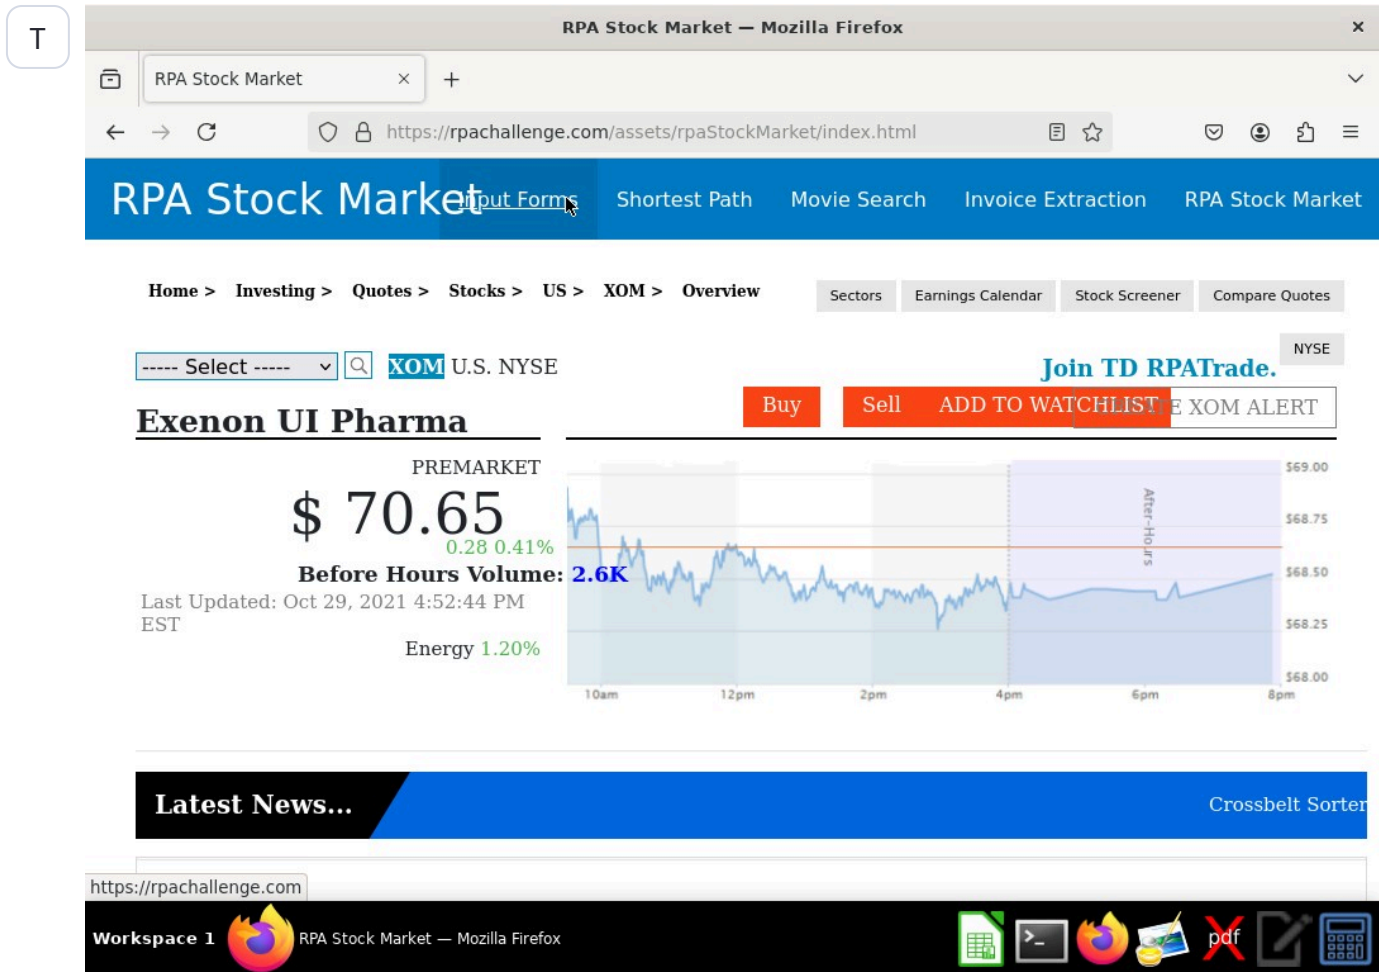 T
RPA Stock Market — Mozilla Firefox
RPA Stock Market
https://rpachallenge.com/assets/rpaStockMarket/index.html
RPA Stock Market Input Forms Shortest Path Movie Search Invoice Extraction RPA Stock Market
Home > Investing > Quotes > Stocks > US > XOM > Overview
Sectors Earnings Calendar Stock Screener Compare Quotes
NYSE
----- Select ----- XOM U.S. NYSE
Join TD RPATrade.
Buy Sell ADD TO WATCHLIST CREATE XOM ALERT
Exenon UI Pharma
PREMARKET
$ 70.65
0.28 0.41%
Before Hours Volume: 2.6K
Last Updated: Oct 29, 2021 4:52:44 PM
EST
Energy 1.20%
$69.00
$68.75
$68.50
$68.25
$68.00
After-Hours
10am 12pm 2pm 4pm 6pm 8pm
Latest News... Crossbelt Sorter
https://rpachallenge.com
Workspace 1 RPA Stock Market — Mozilla Firefox
pdf